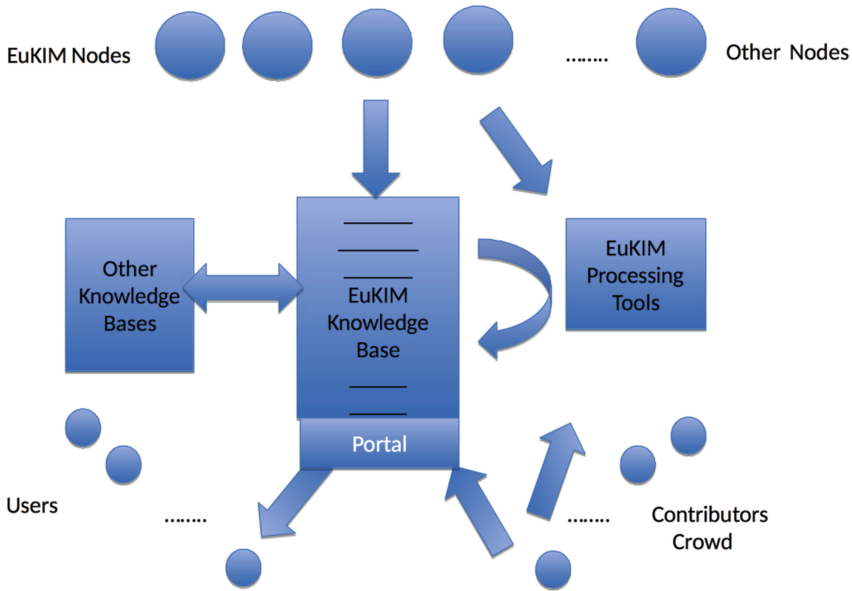 EuKIM Nodes
........
Other Nodes
Other
Knowledge
Bases
EuKIM
Knowledge
Base
EuKIM
Processing
Tools
Portal
Users
........
........
Contributors
Crowd